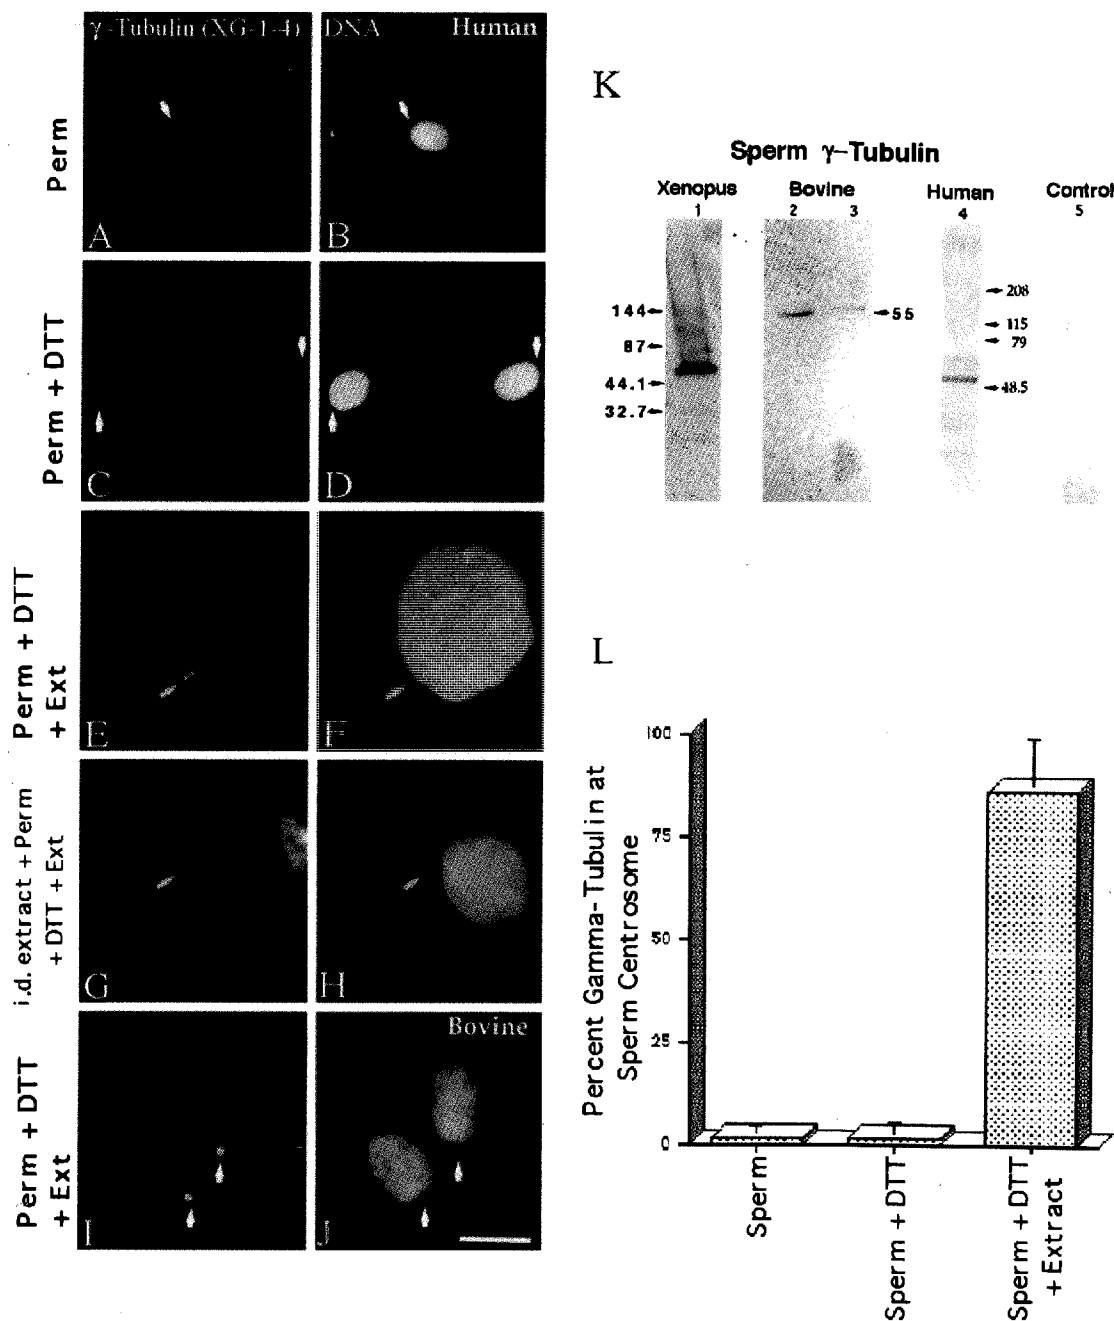 γ-Tubulin (XG-1-4)
DNA
Human
Perm
A
B
Perm + DTT
C
D
Perm + DTT
+ Ext
E
F
i.d. extract + Perm
+DTT + Ext
G
H
Bovine
Perm + DTT
+ Ext
I
J
K
Sperm γ-Tubulin
Xenopus
Bovine
Human
Control
1
2
3
4
5
144
87
44.1
32.7
55
208
115
79
48.5
L
Percent Gamma-Tubulin at
Sperm Centrosome
100
75
50
25
0
Sperm
Sperm + DTT
Sperm + DTT
+ Extract